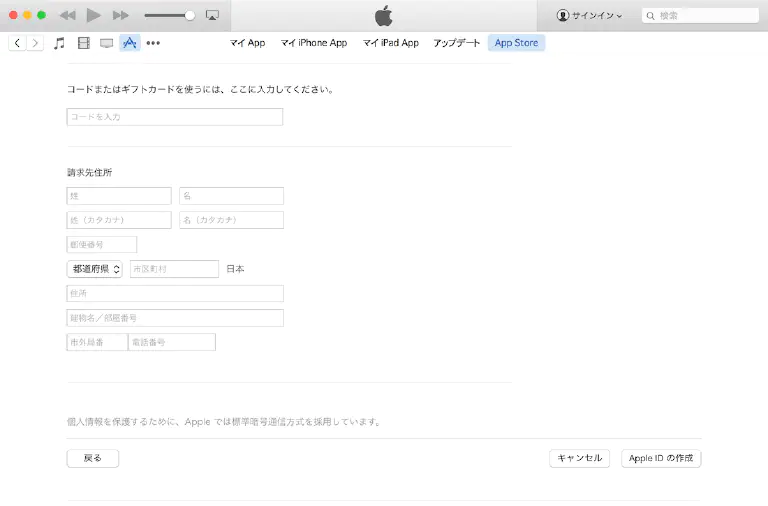 サインイン
検索
マイ App
マイ iPhone App
マイ iPad App
アップデート
App Store
コードまたはギフトカードを使うには、ここに入力してください。
コードを入力
請求先住所
姓
名
姓（カタカナ）
名（カタカナ）
郵便番号
都道府県
市区町村
日本
住所
建物名／部屋番号
市外局番
電話番号
個人情報を保護するために、Apple では標準暗号通信方式を採用しています。
戻る
キャンセル
Apple ID の作成